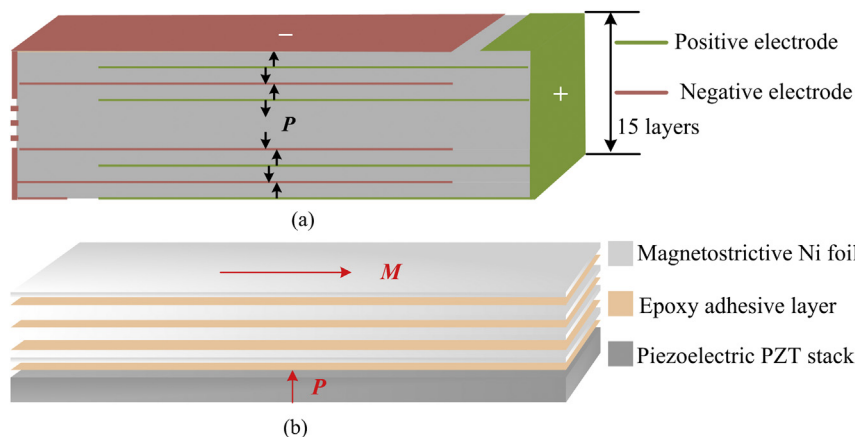 −
Positive electrode
+
Negative electrode
P
15 layers
(a)
M
Magnetostrictive Ni foil
Epoxy adhesive layer
P
Piezoelectric PZT stack
(b)